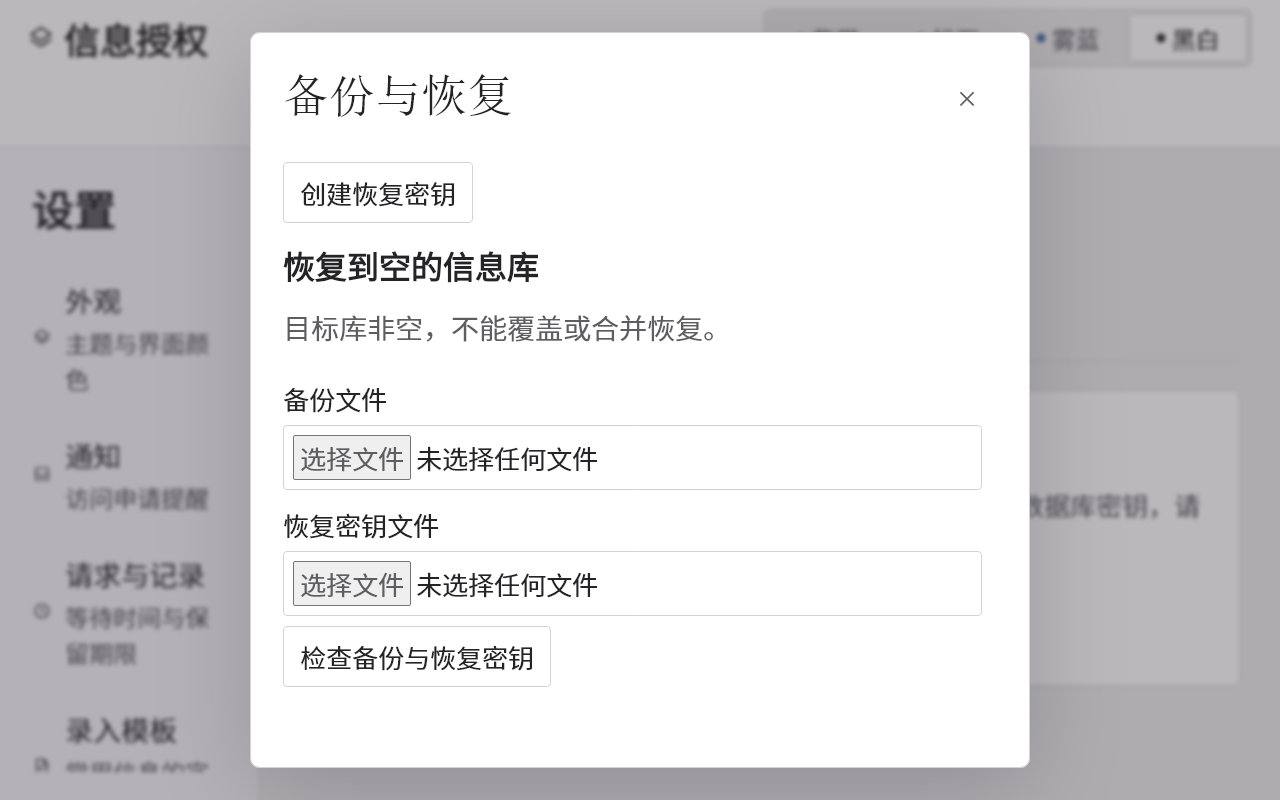 信息授权
雾蓝
黑白
备份与恢复
创建恢复密钥
恢复到空的信息库
目标库非空，不能覆盖或合并恢复。
备份文件
选择文件 未选择任何文件
恢复密钥文件
选择文件 未选择任何文件
检查备份与恢复密钥
设置
外观
主题与界面颜
色
通知
访问申请提醒
请求与记录
等待时间与保
留期限
录入模板
数据库密钥，请